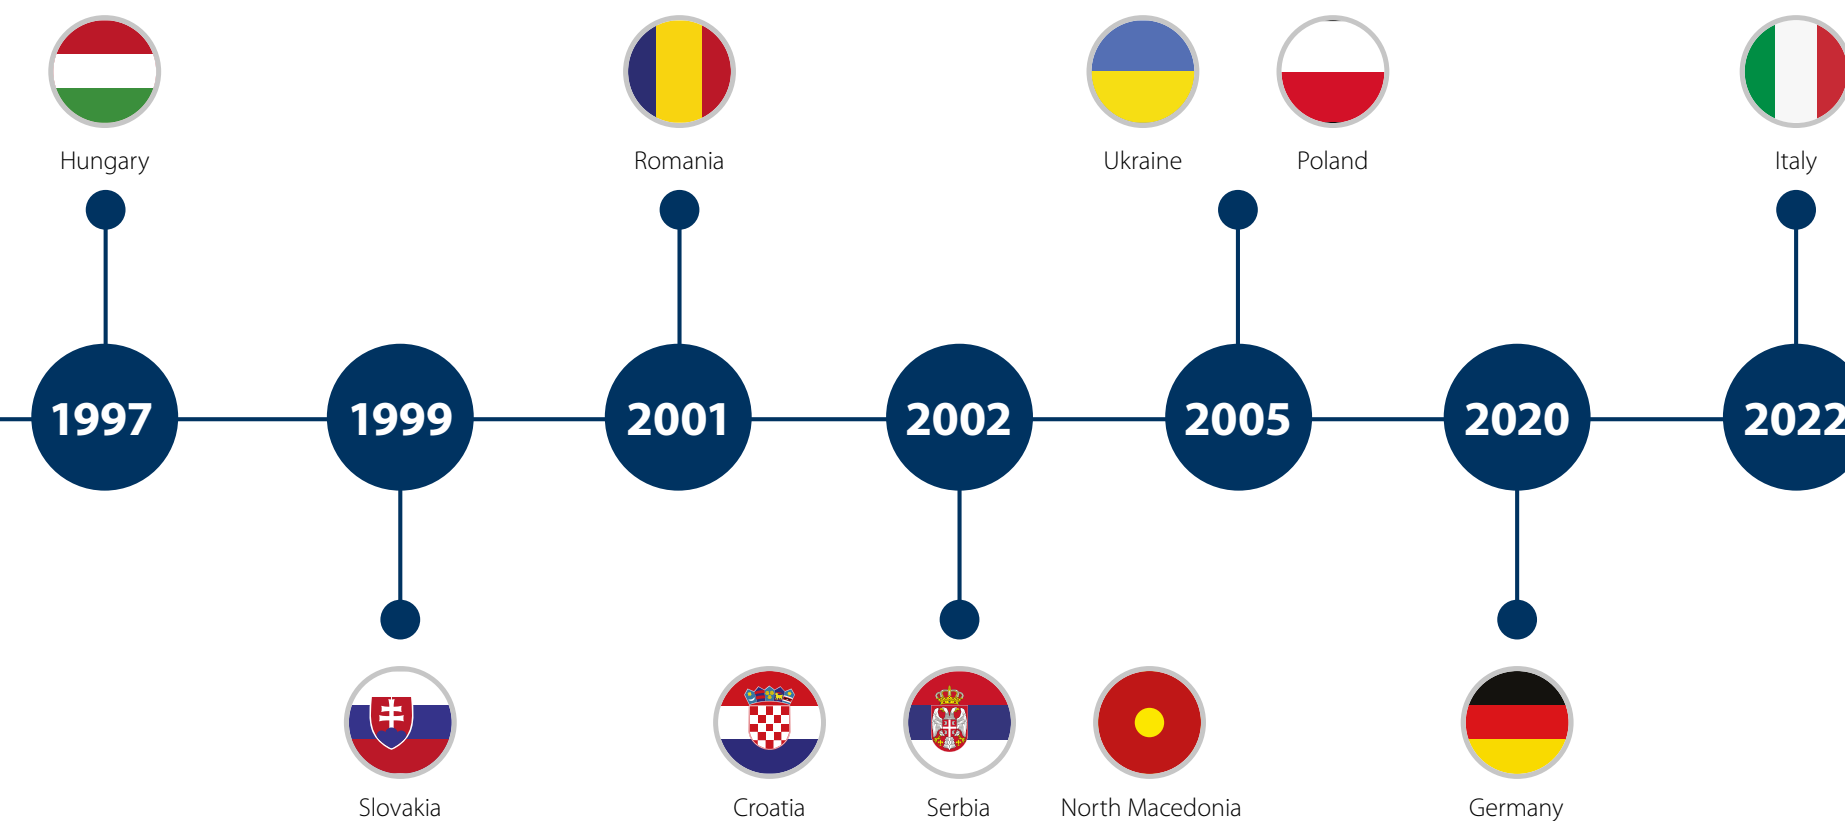 Hungary
Romania
Ukraine
Poland
Italy
1997
1999
2001
2002
2005
2020
2022
Slovakia
Croatia
Serbia
North Macedonia
Germany